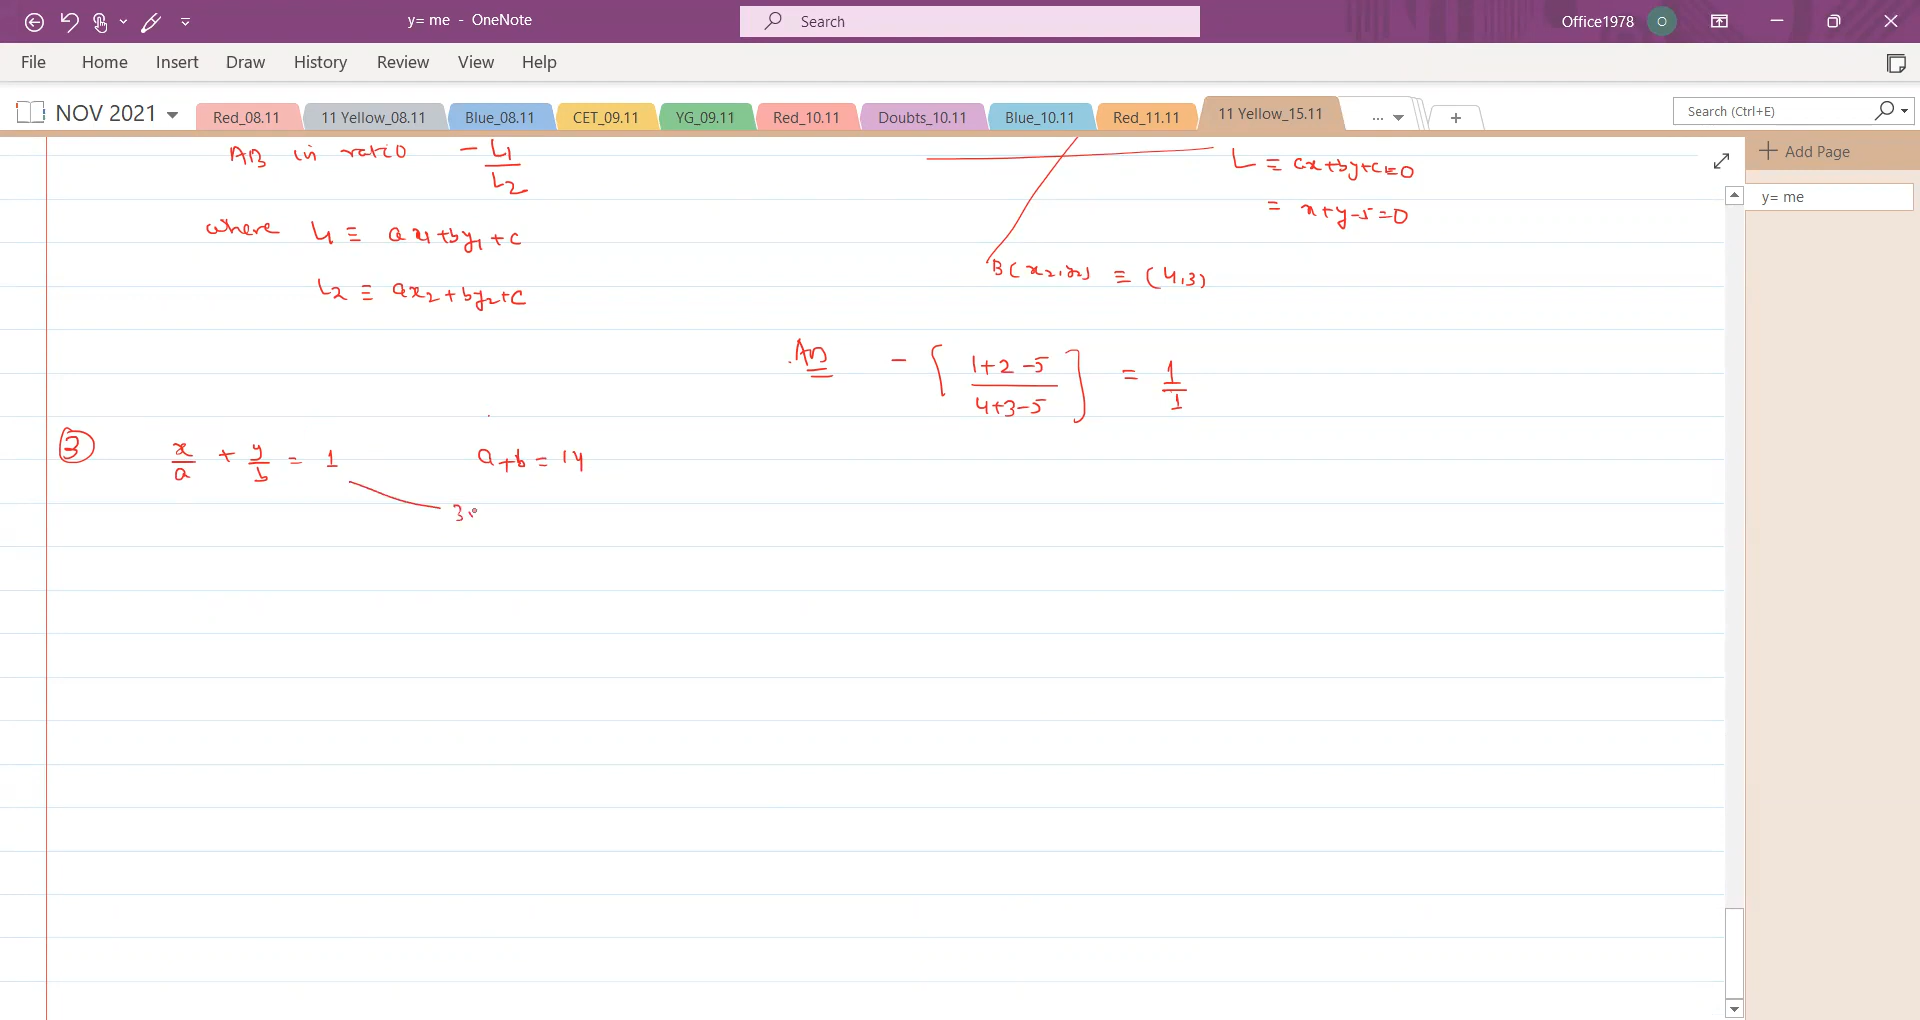 y= me - OneNote
Search
Office1978
O
File Home Insert Draw History Review View Help
NOV 2021
Red_08.11
11 Yellow_08.11
Blue_08.11
CET_09.11
YG_09.11
Red_10.11
Doubts_10.11
Blue_10.11
Red_11.11
11 Yellow_15.11
...
Search (Ctrl+E)
Add Page
y= me
AB in ratio - L1/L2
where L1 ≡ ax1+by1+c
L2 ≡ ax2+by2+c
L ≡ ax+by+c=0
= x+y-5=0
B(x2,y2) ≡ (4,3)
- [1+2-5/4+3-5] = 1/1
3
x/a + y/b = 1 a+b=14
3,